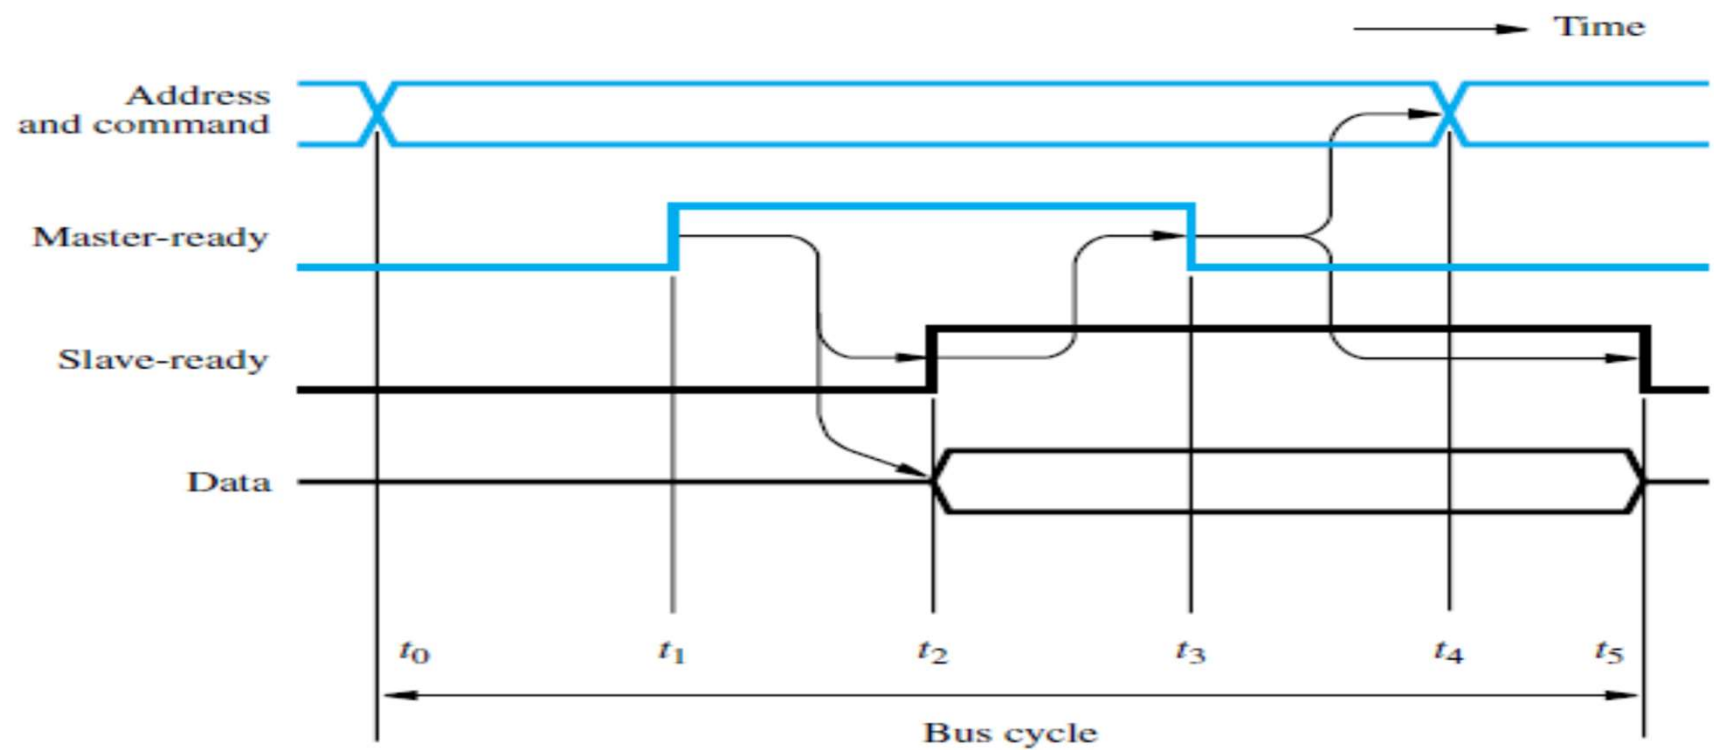 Time
Address
and command
Master-ready
Slave-ready
Data
t0 t1 t2 t3 t4 t5
Bus cycle